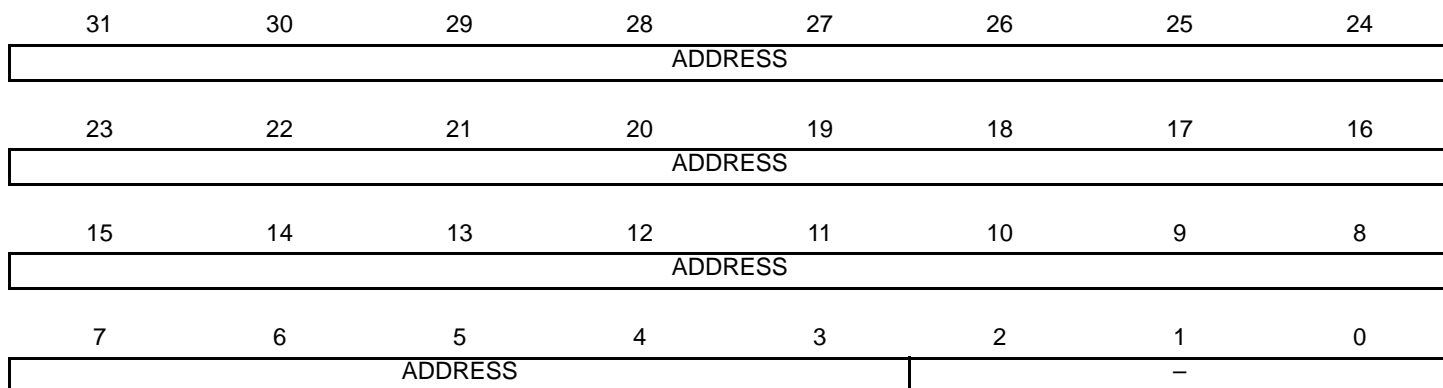 31 30 29 28 27 26 25 24
ADDRESS
23 22 21 20 19 18 17 16
ADDRESS
15 14 13 12 11 10 9 8
ADDRESS
7 6 5 4 3 2 1 0
ADDRESS –